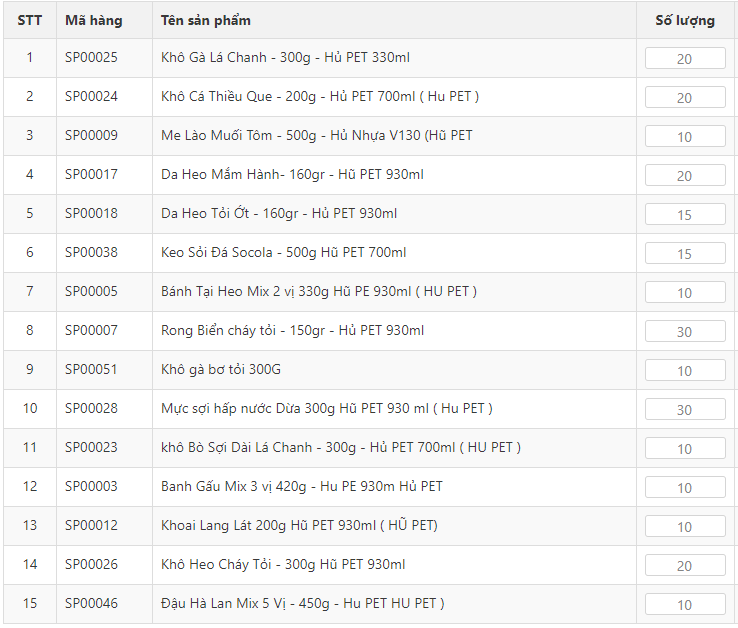 STT Mã hàng Tên sản phẩm Số lượng
1 SP00025 Khô Gà Lá Chanh - 300g - Hủ PET 330ml 20
2 SP00024 Khô Cá Thiều Que - 200g - Hủ PET 700ml ( Hu PET ) 20
3 SP00009 Me Lào Muối Tôm - 500g - Hủ Nhựa V130 (Hũ PET 10
4 SP00017 Da Heo Mắm Hành- 160gr - Hũ PET 930ml 20
5 SP00018 Da Heo Tỏi Ớt - 160gr - Hủ PET 930ml 15
6 SP00038 Keo Sỏi Đá Socola - 500g Hũ PET 700ml 15
7 SP00005 Bánh Tại Heo Mix 2 vị 330g Hũ PE 930ml ( HU PET ) 10
8 SP00007 Rong Biển cháy tỏi - 150gr - Hủ PET 930ml 30
9 SP00051 Khô gà bơ tỏi 300G 10
10 SP00028 Mực sợi hấp nước Dừa 300g Hũ PET 930 ml ( Hu PET ) 30
11 SP00023 khô Bò Sợi Dài Lá Chanh - 300g - Hủ PET 700ml ( HU PET ) 10
12 SP00003 Banh Gấu Mix 3 vị 420g - Hu PE 930m Hủ PET 10
13 SP00012 Khoai Lang Lát 200g Hũ PET 930ml ( HŨ PET) 10
14 SP00026 Khô Heo Cháy Tỏi - 300g Hũ PET 930ml 20
15 SP00046 Đậu Hà Lan Mix 5 Vị - 450g - Hu PET HU PET ) 10